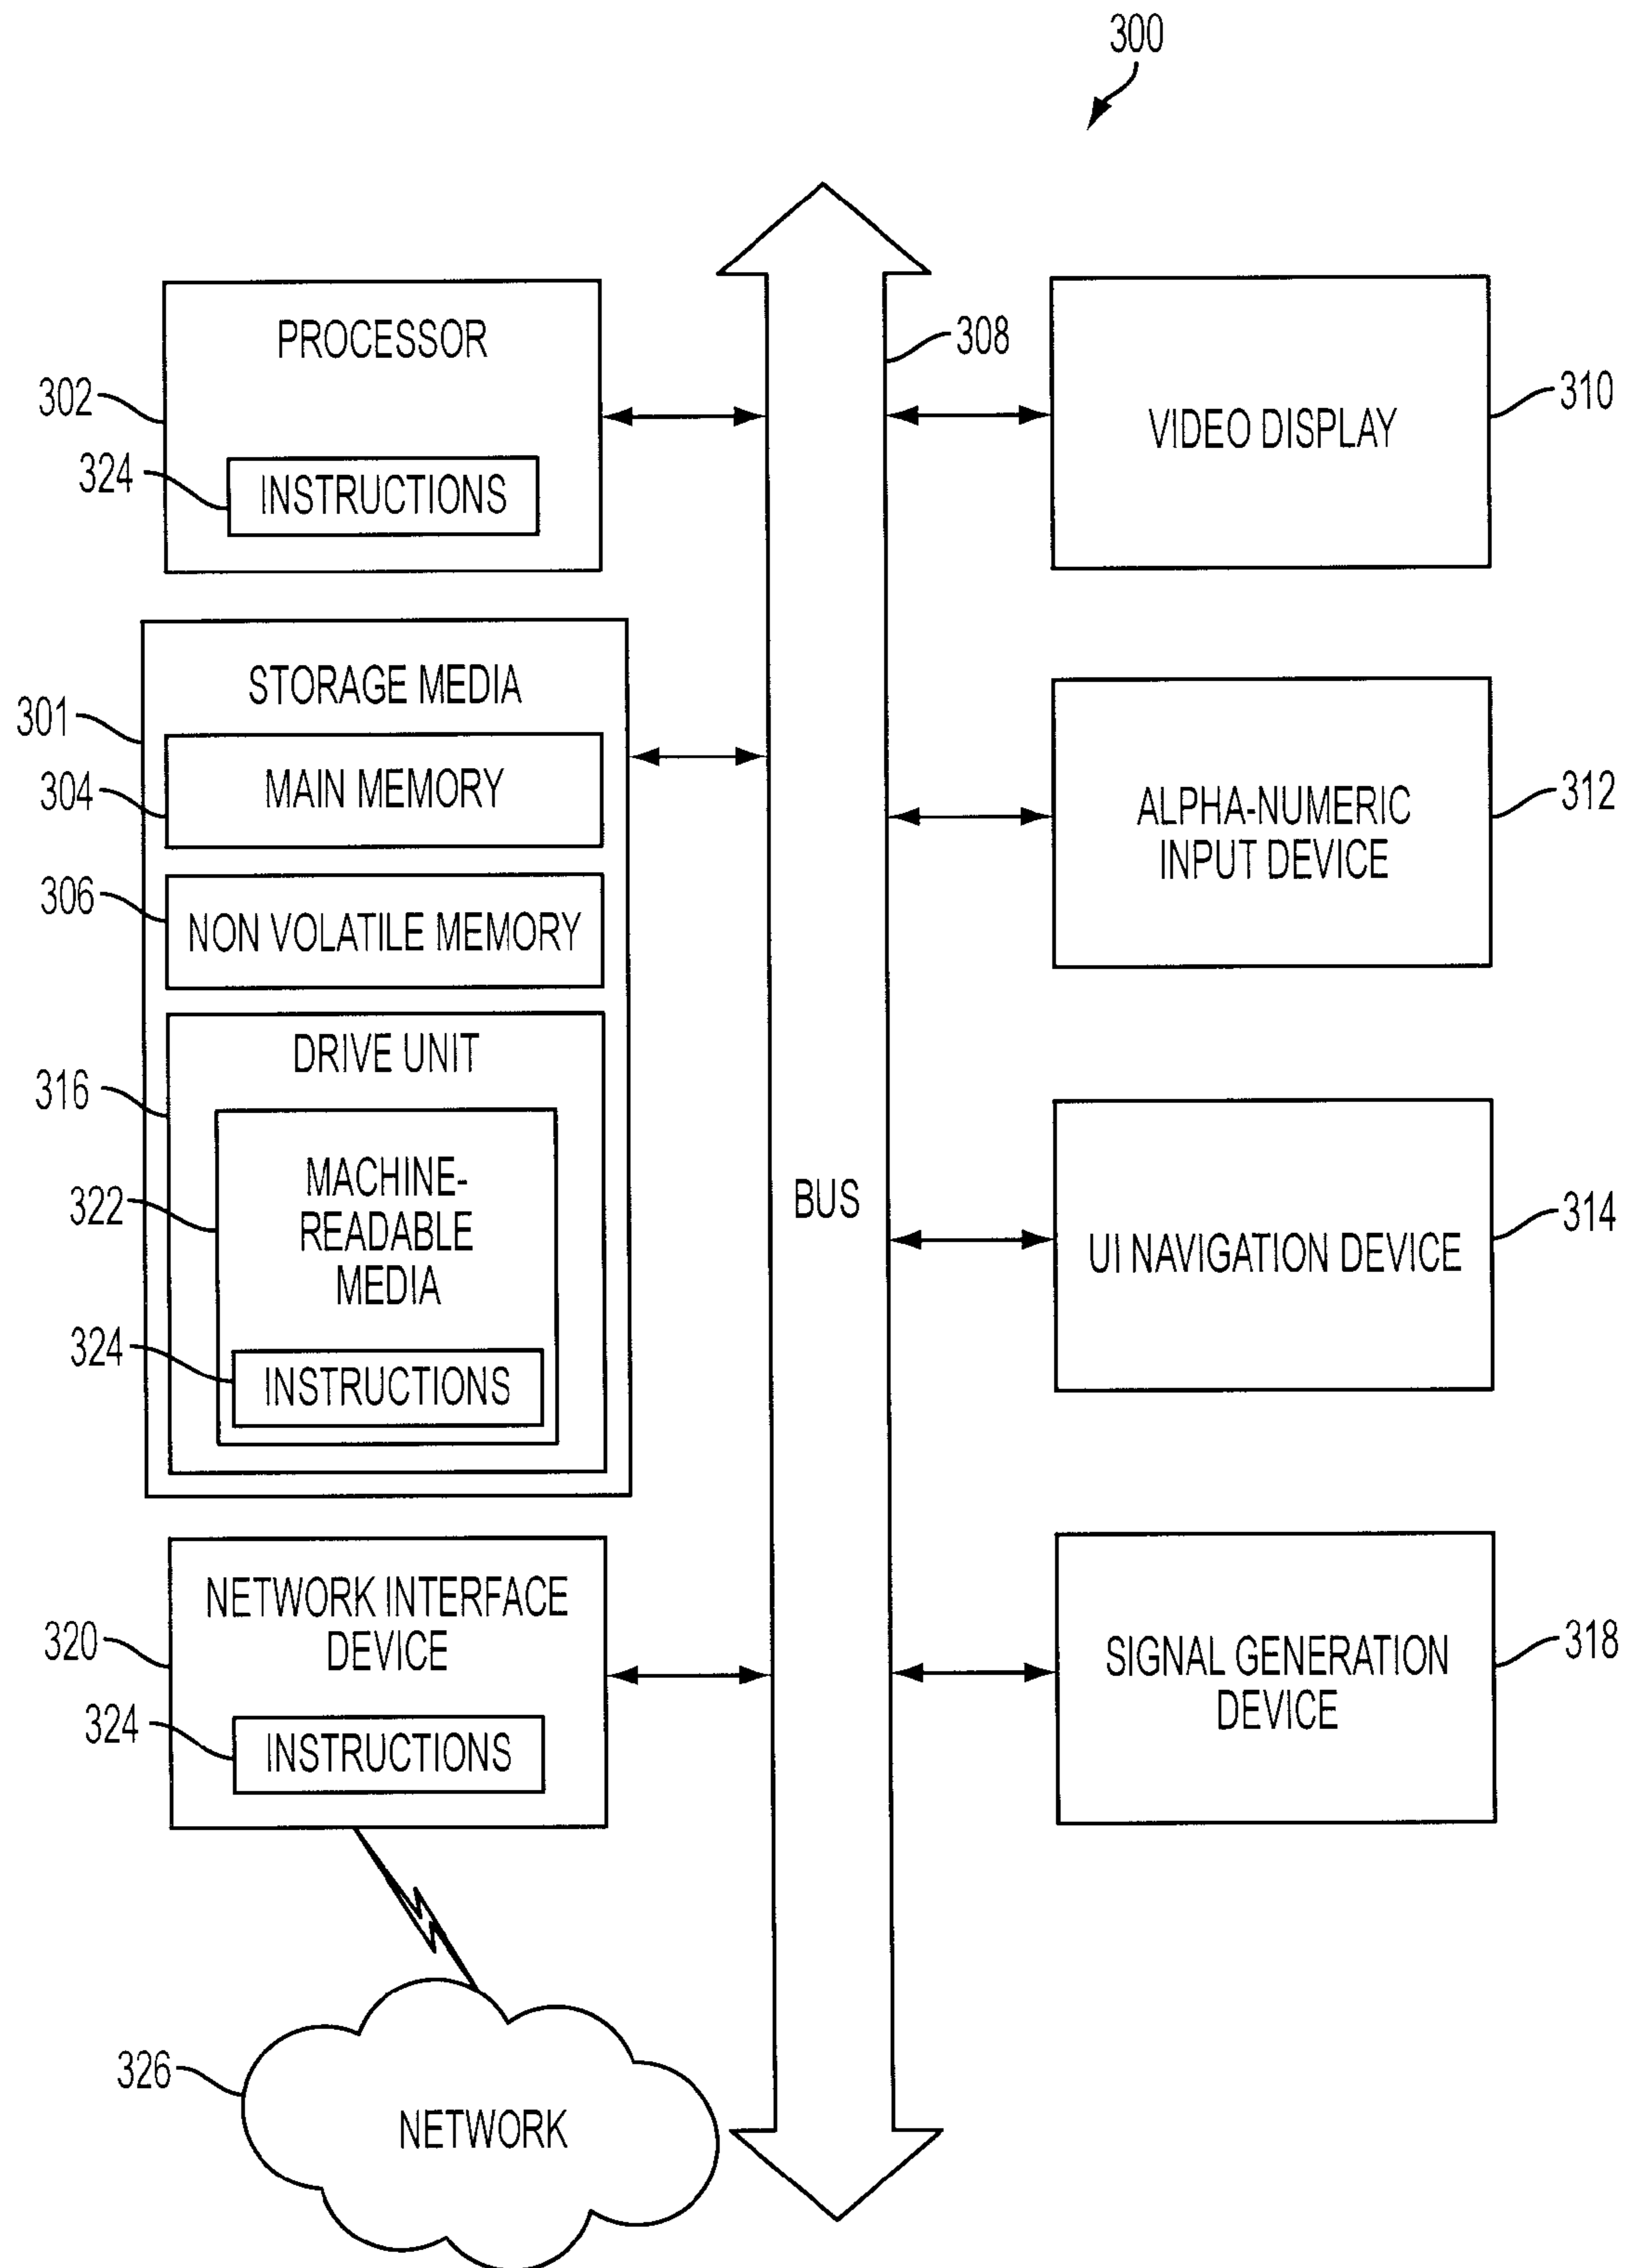 300
PROCESSOR
302
324
INSTRUCTIONS
STORAGE MEDIA
301
MAIN MEMORY
304
306
NON VOLATILE MEMORY
DRIVE UNIT
316
MACHINE-
READABLE
MEDIA
322
324
INSTRUCTIONS
NETWORK INTERFACE
DEVICE
320
324
INSTRUCTIONS
326
NETWORK
BUS
308
VIDEO DISPLAY
310
ALPHA-NUMERIC
INPUT DEVICE
312
UI NAVIGATION DEVICE
314
SIGNAL GENERATION
DEVICE
318